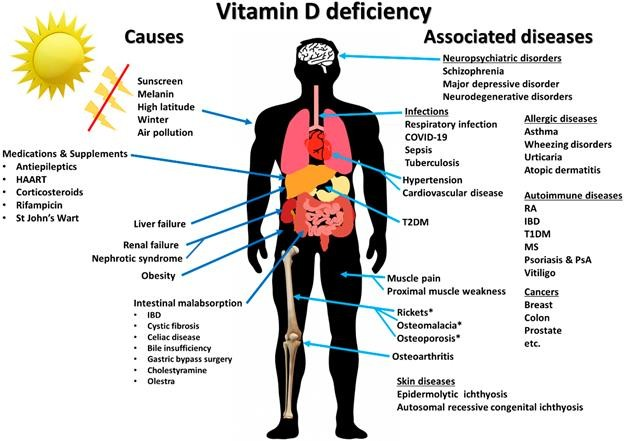 Vitamin D deficiency
Causes
Sunscreen
Melanin
High latitude
Winter
Air pollution
Medications & Supplements
• Antiepileptics
• HAART
• Corticosteroids
• Rifampicin
• St John’s Wart
Liver failure
Renal failure
Nephrotic syndrome
Obesity
Intestinal malabsorption
• IBD
• Cystic fibrosis
• Celiac disease
• Bile insufficiency
• Gastric bypass surgery
• Cholestyramine
• Olestra
Associated diseases
Neuropsychiatric disorders
Schizophrenia
Major depressive disorder
Neurodegenerative disorders
Infections
Respiratory infection
COVID-19
Sepsis
Tuberculosis
Hypertension
Cardiovascular disease
T2DM
Muscle pain
Proximal muscle weakness
Rickets*
Osteomalacia*
Osteoporosis*
Osteoarthritis
Skin diseases
Epidermolytic ichthyosis
Autosomal recessive congenital ichthyosis
Allergic diseases
Asthma
Wheezing disorders
Urticaria
Atopic dermatitis
Autoimmune diseases
RA
IBD
T1DM
MS
Psoriasis & PsA
Vitiligo
Cancers
Breast
Colon
Prostate
etc.